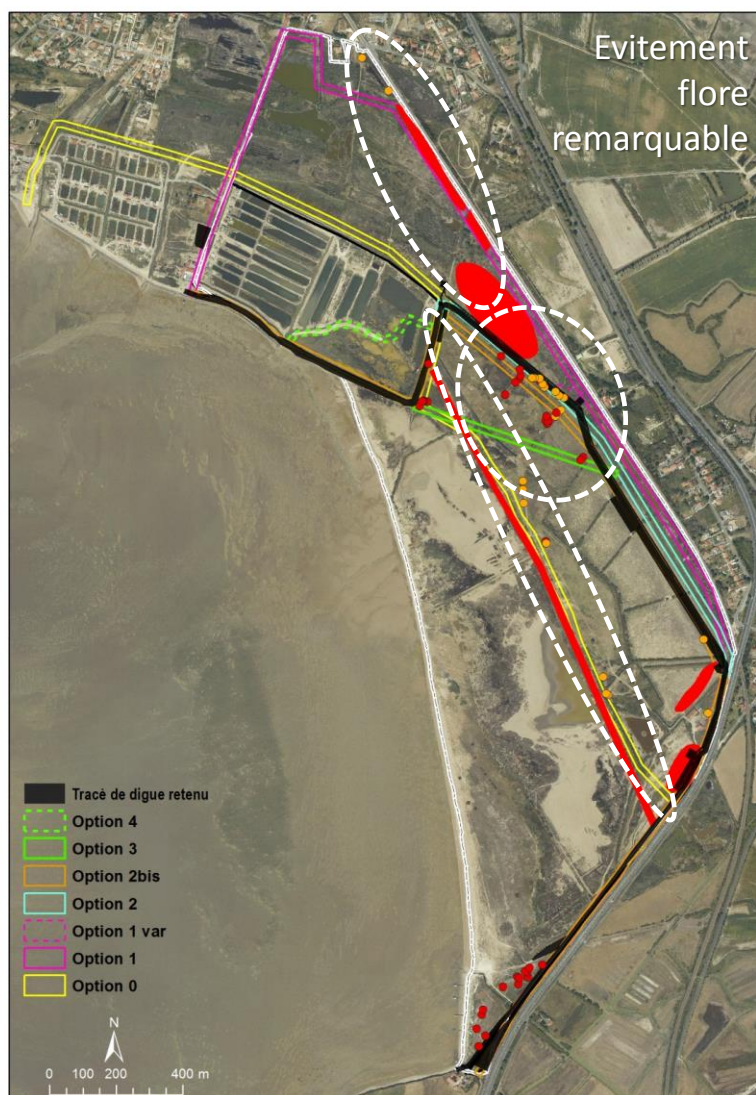 Evitement
flore
remarquable
Tracé de digue retenu
Option 4
Option 3
Option 2bis
Option 2
Option 1 var
Option 1
Option 0
N
0 200 400 m